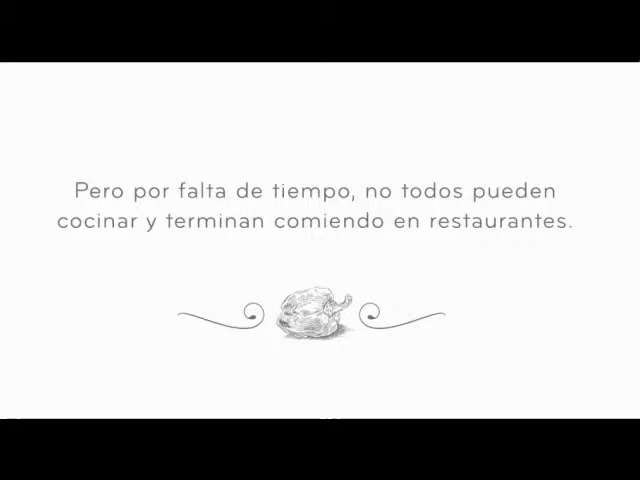 Pero por falta de tiempo, no todos pueden
cocinar y terminan comiendo en restaurantes.